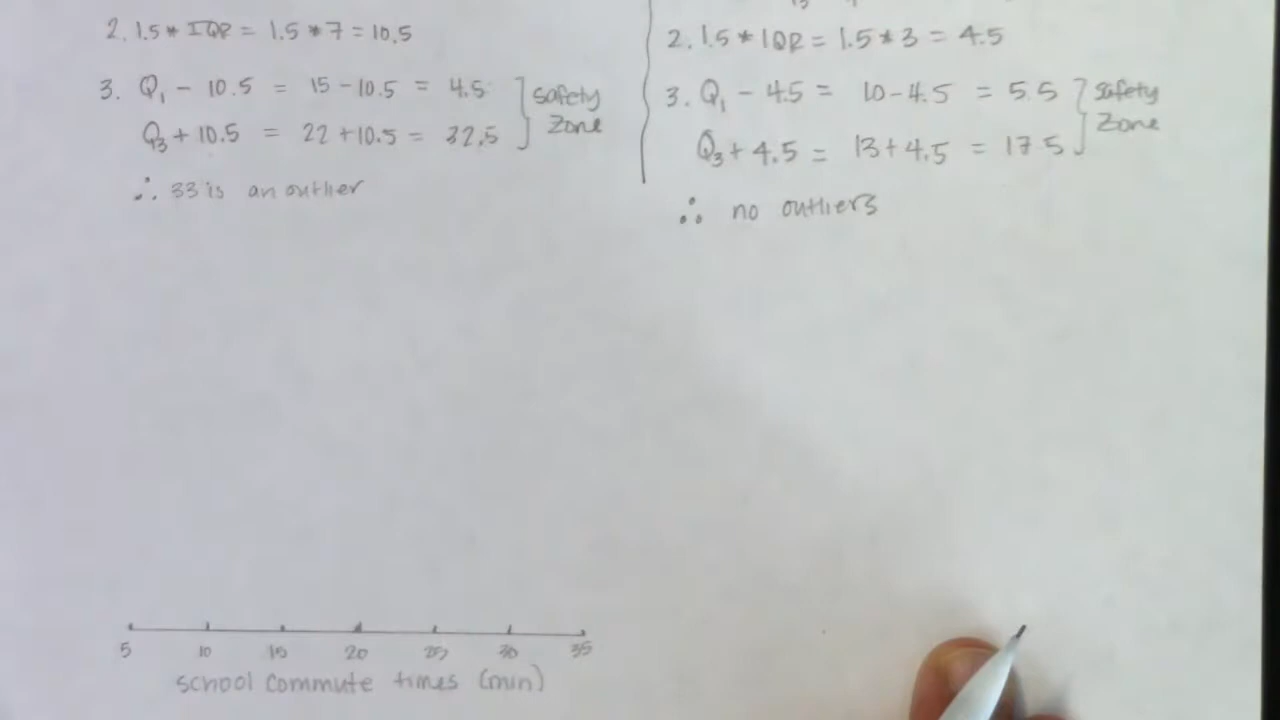 2. 1.5 * IQR = 1.5 * 7 = 10.5
3. Q₁ - 10.5 = 15 - 10.5 = 4.5
Q₃ + 10.5 = 22 + 10.5 = 32.5
Safety
Zone
∴ 33 is an outlier
2. 1.5 * IQR = 1.5 * 3 = 4.5
3. Q₁ - 4.5 = 10 - 4.5 = 5.5
Q₃ + 4.5 = 13 + 4.5 = 17.5
Safety
Zone
∴ no outliers
5 10 15 20 25 30 35
school commute times (min)